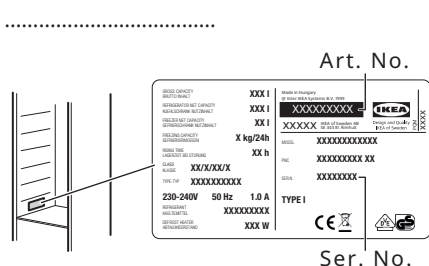 Art. No.
GROSS CAPACITY
BRUTTO INHALT XXX l
REFRIGERATOR NET CAPACITY
KUEHLSCHRANK NUTZINHALT XXX l
FREEZER NET CAPACITY
GEFRIERSCHRANK NUTZINHALT XX l
FREEZING CAPACITY
GEFRIERVERMOEGEN X kg/24h
RISING TIME
LAGERZEIT BEI STÖRUNG XX h
CLASS
KLASSE XX/X/XX/X
TYPE-TYP XXXXXXXXXX
230-240V 50 Hz 1.0 A
REFRIGERANT
KAELTEMITTEL XXXXXXXXX
DEFROST HEATER
ABTAUWIDERSTAND XXX W
Made in Hungary
@ Inter IKEA Systems B.V. 1999
XXXXXXXXX
XXXXX IKEA of Sweden AB
SE 343 81 Älmhult
IKEA
Design and Quality
IKEA of Sweden
PQM
XXXX
MODEL XXXXXXXXXXXX
PNC XXXXXXXXX XX
SER.N. XXXXXXXX
TYPE I
CE
Ser. No.